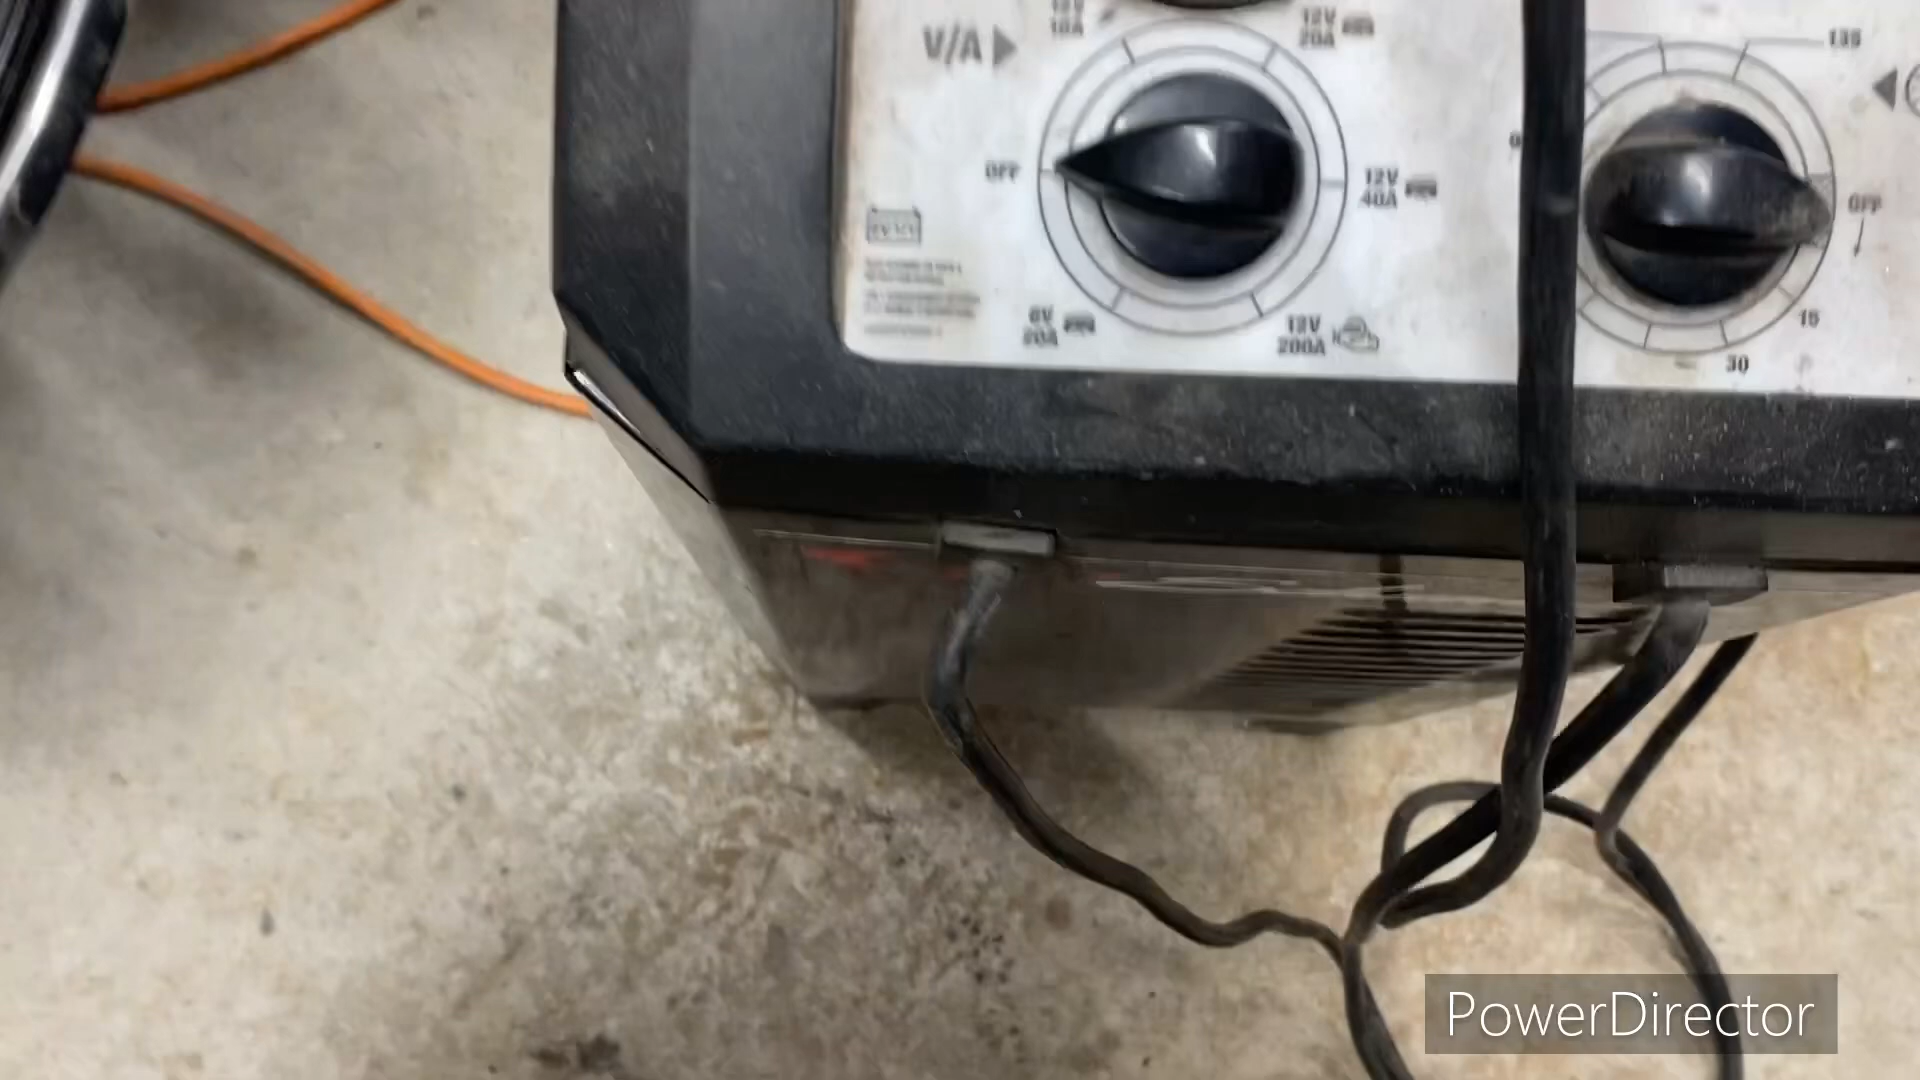 12V
10A
12V
20A
V/A
135
OFF
12V
40A
OFF
6V
20A
12V
200A
15
30
PowerDirector